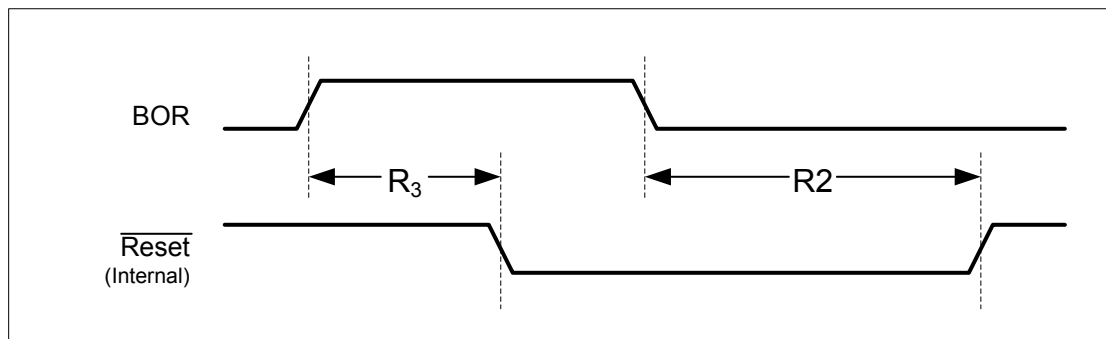 BOR
R₃
R2
Reset
(Internal)